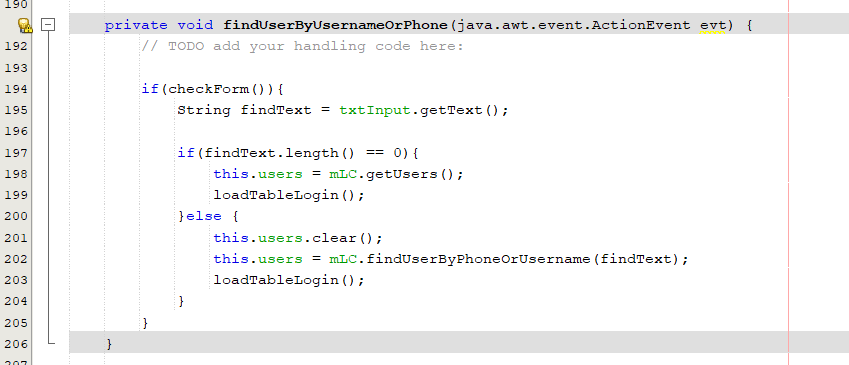 190
private void findUserByUsernameOrPhone(java.awt.event.ActionEvent evt) {
192 // TODO add your handling code here:
193
194 if(checkForm()){
195 String findText = txtInput.getText();
196
197 if(findText.length() == 0){
198 this.users = mLC.getUsers();
199 loadTableLogin();
200 }else {
201 this.users.clear();
202 this.users = mLC.findUserByPhoneOrUsername(findText);
203 loadTableLogin();
204 }
205 }
206 }
207